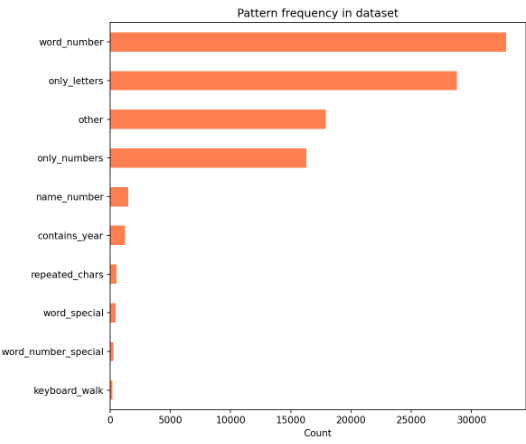 Pattern frequency in dataset
word_number
only_letters
other
only_numbers
name_number
contains_year
repeated_chars
word_special
word_number_special
keyboard_walk
0 5000 10000 15000 20000 25000 30000
Count